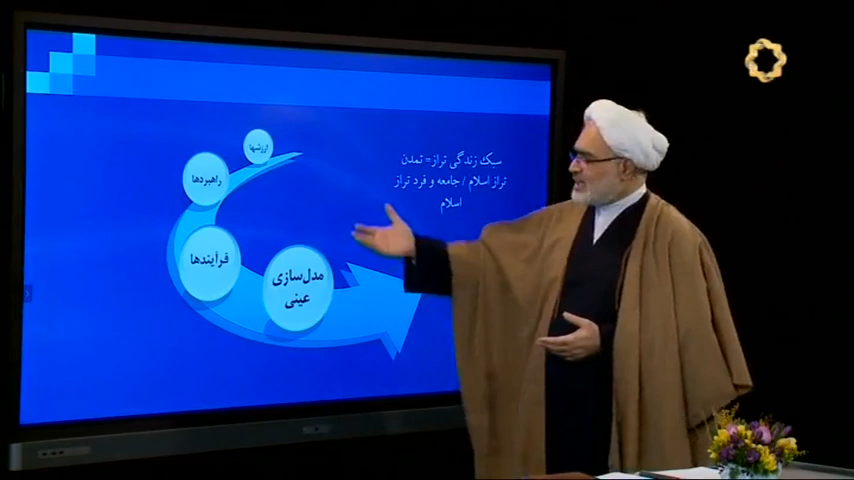 سبک زندگی تراز= تمدن
تراز اسلام / جامعه و فرد تراز
اسلام
ارزشها
راهبردها
فرآیندها
مدل‌سازی
عینی